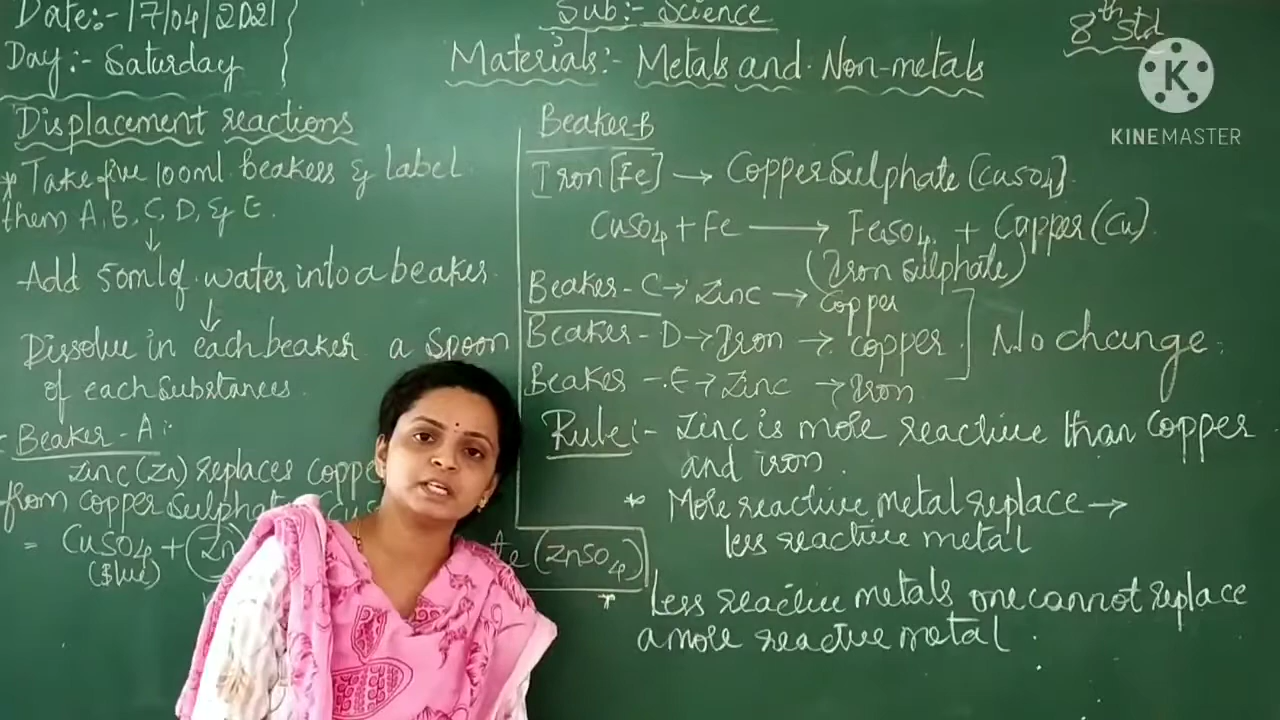 Date:- 17/04/2021
Day:- Saturday
Sub:- Science
8th Std
Materials:- Metals and Non-metals
KINEMASTER
Displacement reactions
* Take five 100ml beakers & label
them A, B, C, D, & E.
↓
Add 50ml of water into a beaker.
↓
Dissolve in each beaker a spoon
of each substances.
Beaker - A:-
Zinc (Zn) replaces
from copper sulphate
= CuSO4 + Zn
(Blue)
(ZnSO4)
Beaker-B
Iron [Fe] → Copper Sulphate [CuSO4].
CuSO4 + Fe ⟶ FeSO4. + Copper (Cu).
(Iron Sulphate)
Beaker - C → Zinc → Copper
Beaker - D → Iron → copper
Beaker - E → Zinc → Iron
No change.
Rule:- Zinc is more reactive than copper
and iron.
* More reactive metal replace →
less reactive metal
* Less reactive metals one cannot replace
a more reactive metal.